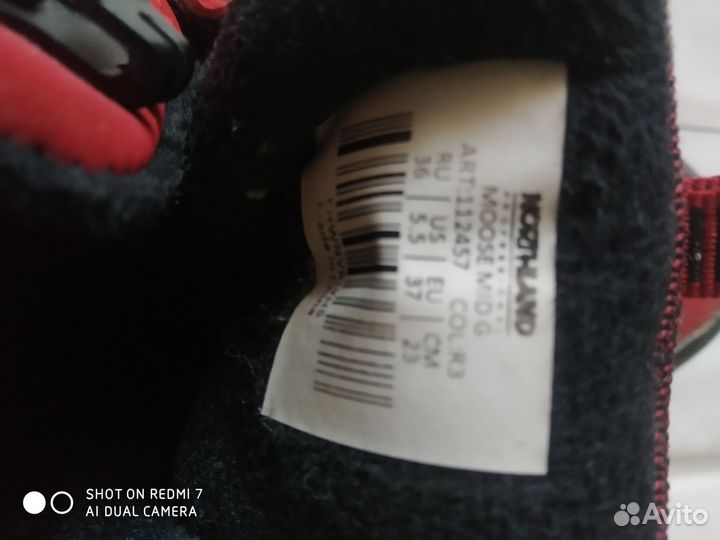 NORTHLAND
PROFESSIONAL
MOOSE MID G
ART:112457 COL:R3
RU | US | EU | CM
36 | 5.5 | 37 | 23
SHOT ON REDMI 7
AI DUAL CAMERA
Avito